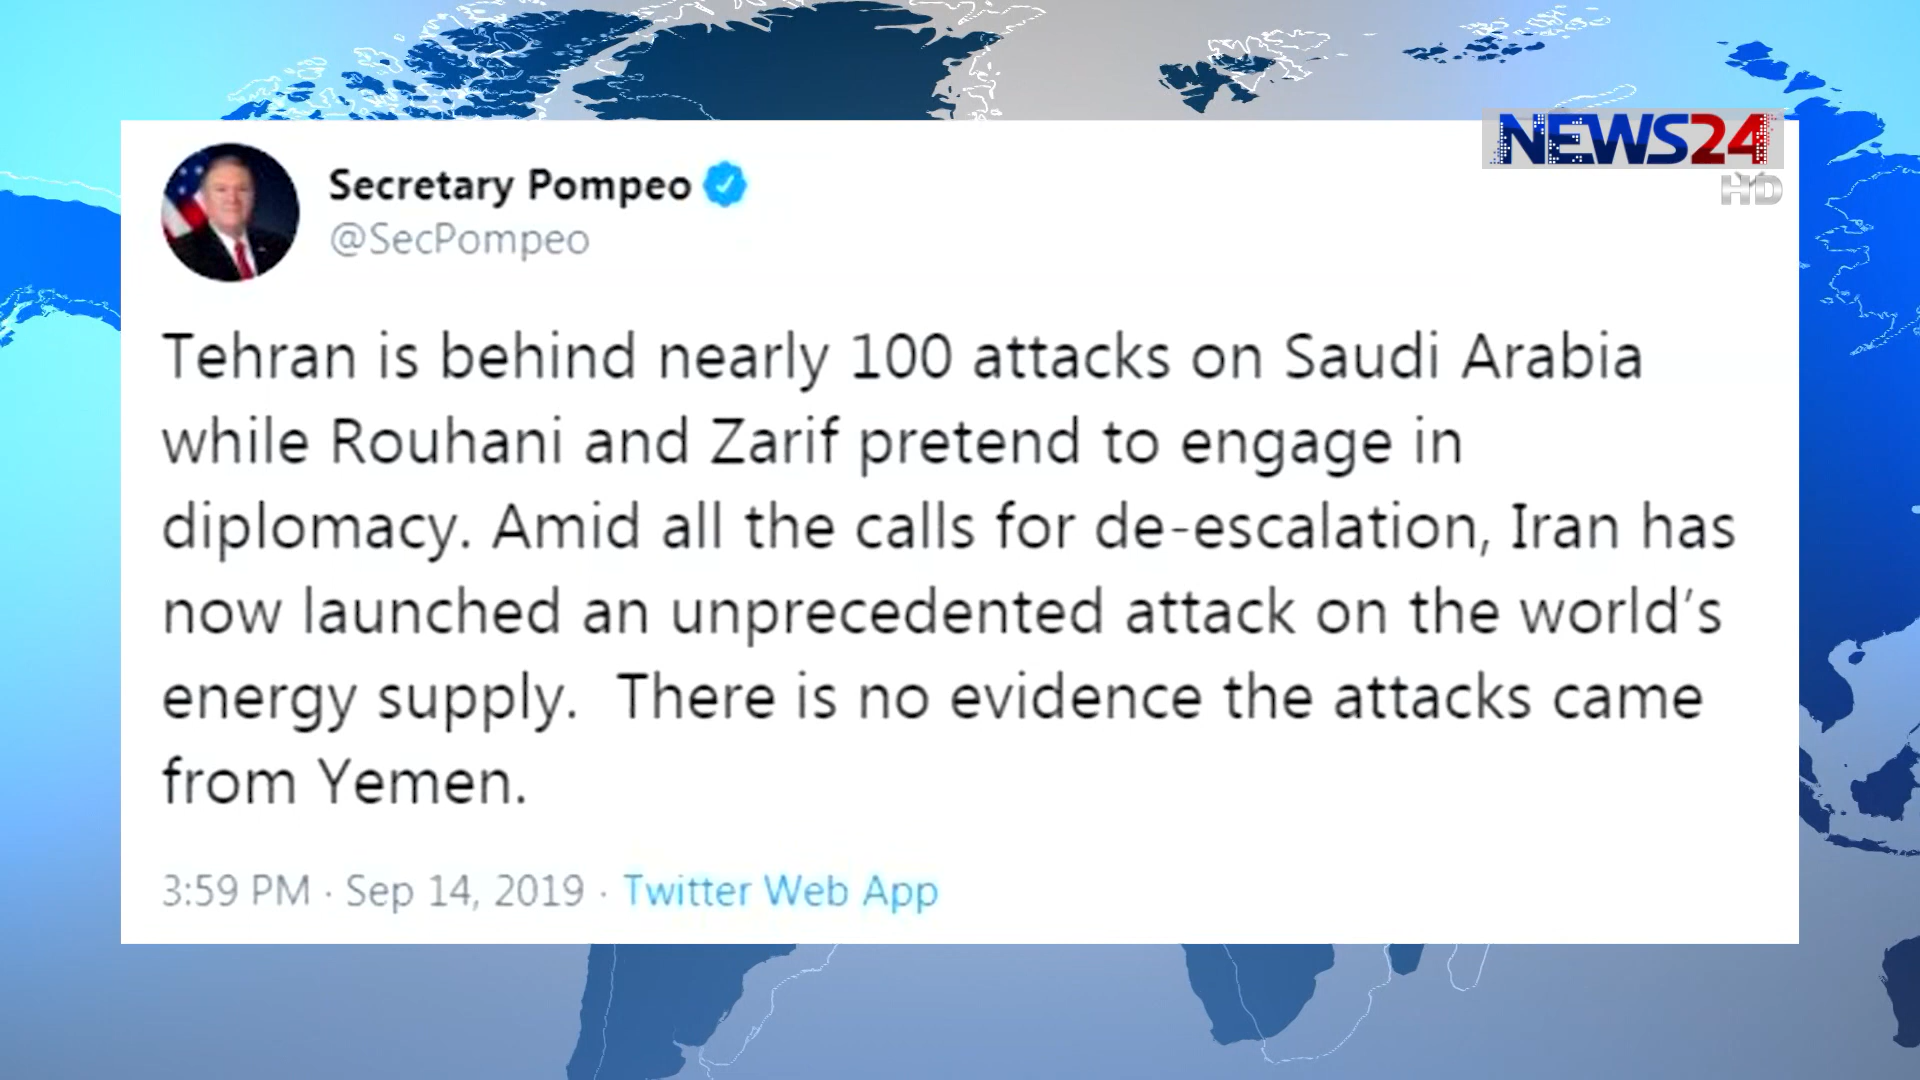 NEWS24
HD
Secretary Pompeo
@SecPompeo
Tehran is behind nearly 100 attacks on Saudi Arabia
while Rouhani and Zarif pretend to engage in
diplomacy. Amid all the calls for de-escalation, Iran has
now launched an unprecedented attack on the world’s
energy supply.  There is no evidence the attacks came
from Yemen.
3:59 PM · Sep 14, 2019 · Twitter Web App